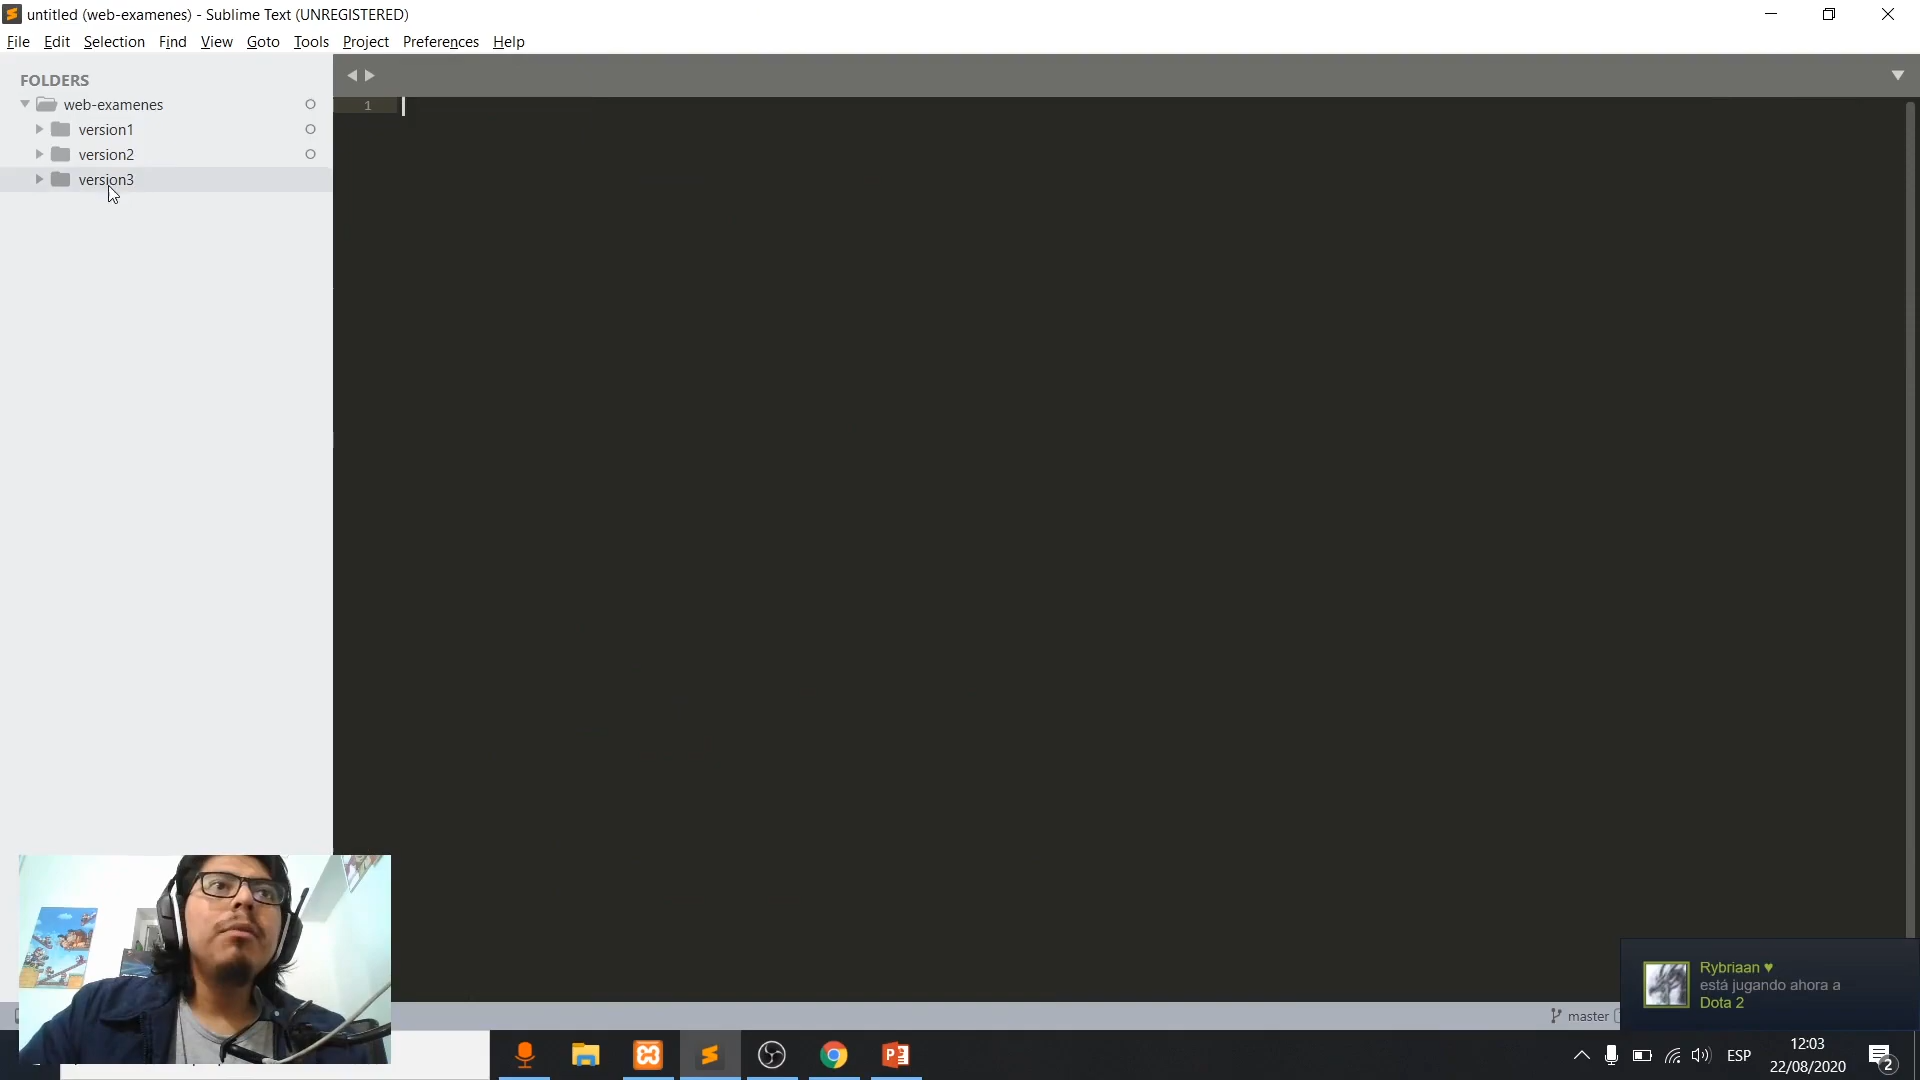 untitled (web-examenes) - Sublime Text (UNREGISTERED)
File Edit Selection Find View Goto Tools Project Preferences Help
FOLDERS
web-examenes
version1
version2
version3
1
Rybriaan ♥
está jugando ahora a
Dota 2
master
ESP
12:03
22/08/2020
2